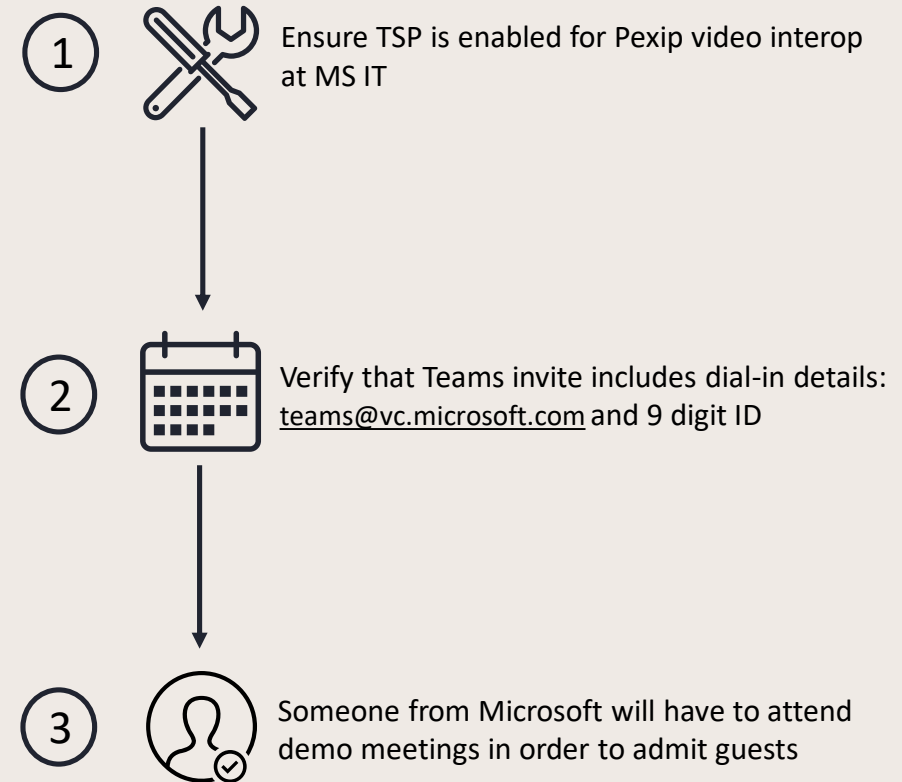 1
Ensure TSP is enabled for Pexip video interop
at MS IT
2
Verify that Teams invite includes dial-in details:
teams@vc.microsoft.com and 9 digit ID
3
Someone from Microsoft will have to attend
demo meetings in order to admit guests